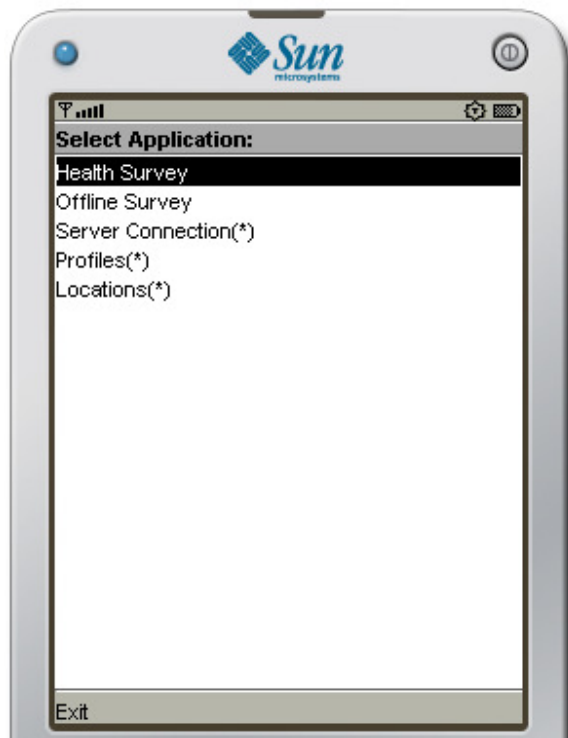 Sun
microsystems
Select Application:
Health Survey
Offline Survey
Server Connection(*)
Profiles(*)
Locations(*)
Exit